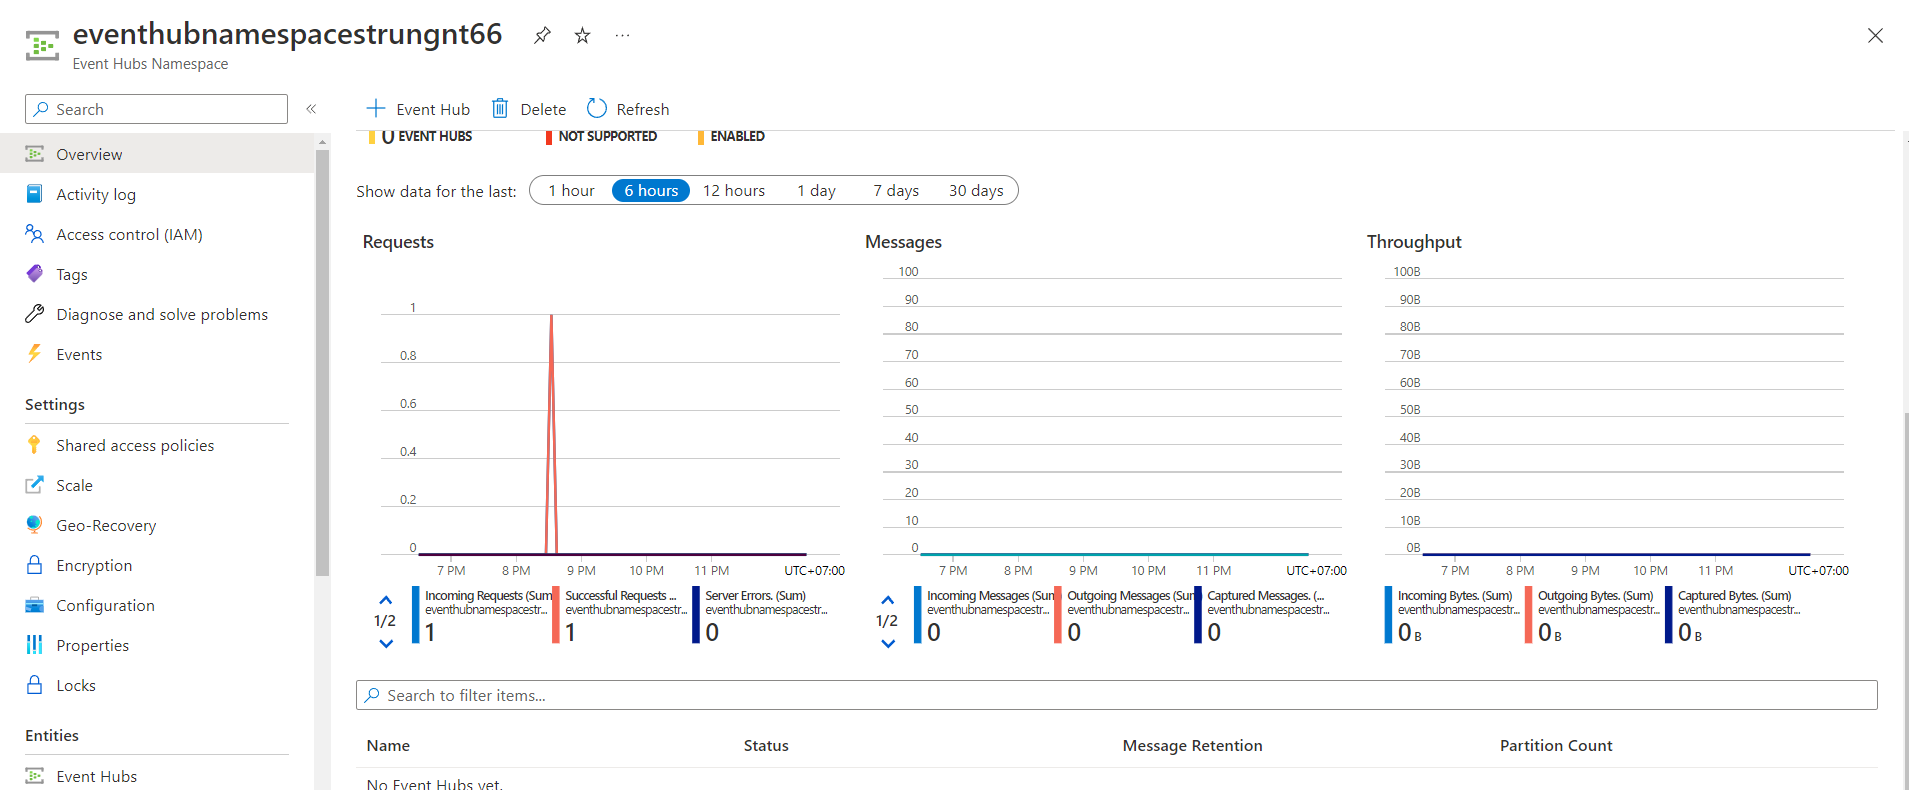 eventhubnamespacestrungnt66
Event Hubs Namespace
Search
Overview
Activity log
Access control (IAM)
Tags
Diagnose and solve problems
Events
Settings
Shared access policies
Scale
Geo-Recovery
Encryption
Configuration
Properties
Locks
Entities
Event Hubs
Event Hub Delete Refresh
0 EVENT HUBS NOT SUPPORTED ENABLED
Show data for the last: 1 hour 6 hours 12 hours 1 day 7 days 30 days
Requests
1
0.8
0.6
0.4
0.2
0
7 PM 8 PM 9 PM 10 PM 11 PM UTC+07:00
1/2
Incoming Requests (Sum
eventhubnamespacestr...
1
Successful Requests ...
eventhubnamespacestr...
1
Server Errors. (Sum)
eventhubnamespacestr...
0
Messages
100
90
80
70
60
50
40
30
20
10
0
7 PM 8 PM 9 PM 10 PM 11 PM UTC+07:00
1/2
Incoming Messages (Sum
eventhubnamespacestr...
0
Outgoing Messages (Sum
eventhubnamespacestr...
0
Captured Messages. (...
eventhubnamespacestr...
0
Throughput
100B
90B
80B
70B
60B
50B
40B
30B
20B
10B
0B
7 PM 8 PM 9 PM 10 PM 11 PM UTC+07:00
Incoming Bytes. (Sum)
eventhubnamespacestr...
0 B
Outgoing Bytes. (Sum)
eventhubnamespacestr...
0 B
Captured Bytes. (Sum)
eventhubnamespacestr...
0 B
Search to filter items...
Name Status Message Retention Partition Count
No Event Hubs yet.